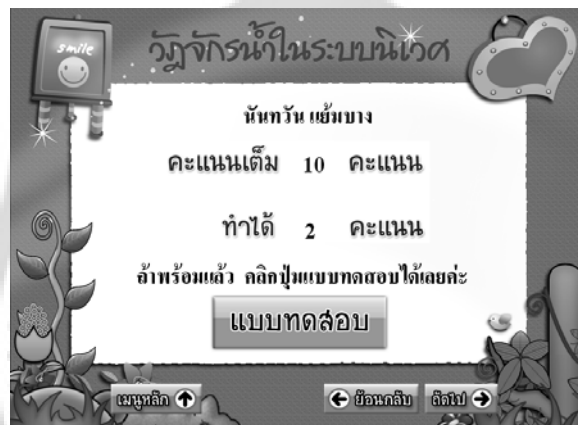 smile
วัฏจักรน้ำในระบบนิเวศ
นันทวัน แย้มบาง
คะแนนเต็ม 10 คะแนน
ทำได้ 2 คะแนน
ถ้าพร้อมแล้ว คลิกปุ่มแบบทดสอบได้เลยค่ะ
แบบทดสอบ
เมนูหลัก ย้อนกลับ ถัดไป